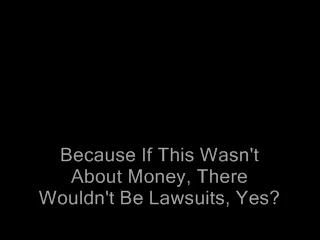 Because If This Wasn't
About Money, There
Wouldn't Be Lawsuits, Yes?